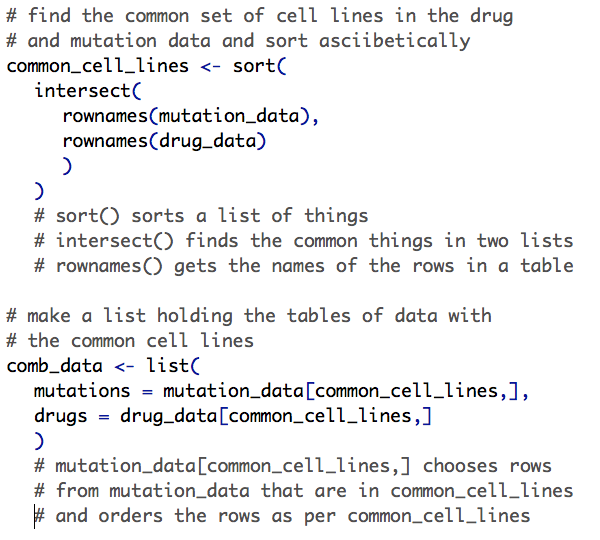 # find the common set of cell lines in the drug
# and mutation data and sort asciibetically
common_cell_lines <- sort(
intersect(
rownames(mutation_data),
rownames(drug_data)
)
)
# sort() sorts a list of things
# intersect() finds the common things in two lists
# rownames() gets the names of the rows in a table
# make a list holding the tables of data with
# the common cell lines
comb_data <- list(
mutations = mutation_data[common_cell_lines,],
drugs = drug_data[common_cell_lines,]
)
# mutation_data[common_cell_lines,] chooses rows
# from mutation_data that are in common_cell_lines
# and orders the rows as per common_cell_lines